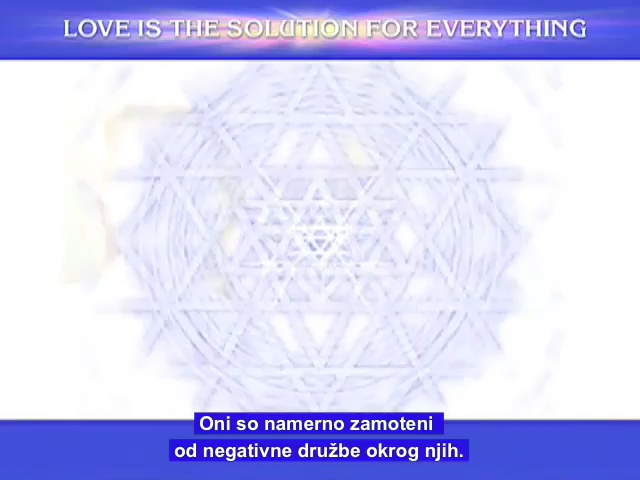 LOVE IS THE SOLUTION FOR EVERYTHING
Oni so namerno zamoteni
od negativne družbe okrog njih.